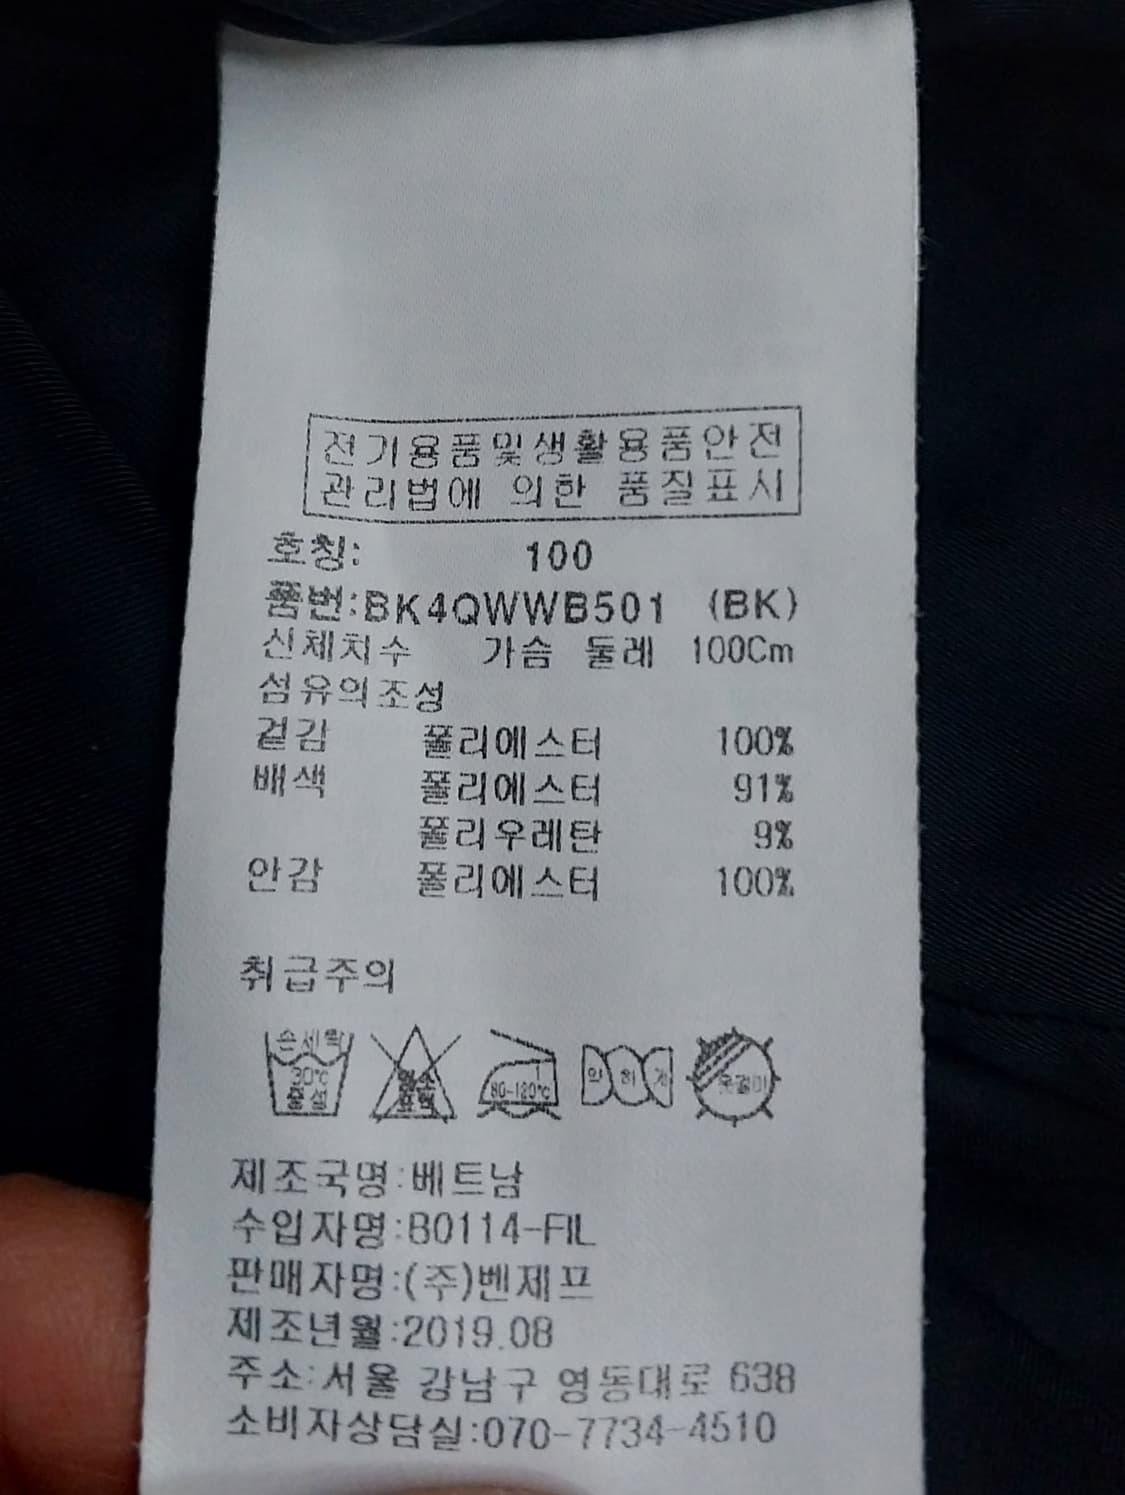 전기용품및생활용품안전
관리법에 의한 품질표시
호칭: 100
품번:BK4QWWB501 (BK)
신체치수 가슴 둘레 100Cm
섬유의조성
겉감 폴리에스터 100%
배색 폴리에스터 91%
폴리우레탄 9%
안감 폴리에스터 100%
취급주의
손세탁
30℃
중성
염소
표백
80-120℃
약하게
옷걸이
제조국명:베트남
수입자명:B0114-FIL
판매자명:(주)벤제프
제조년월:2019.08
주소:서울 강남구 영동대로 638
소비자상담실:070-7734-4510